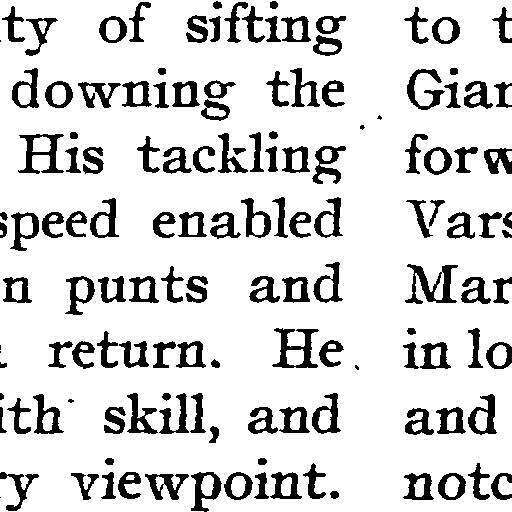 ty of sifting
downing the
His tackling
speed enabled
n punts and
return. He
ith skill, and
ry viewpoint.
to t
Gian
forw
Vars
Mar
in lo
and
notc